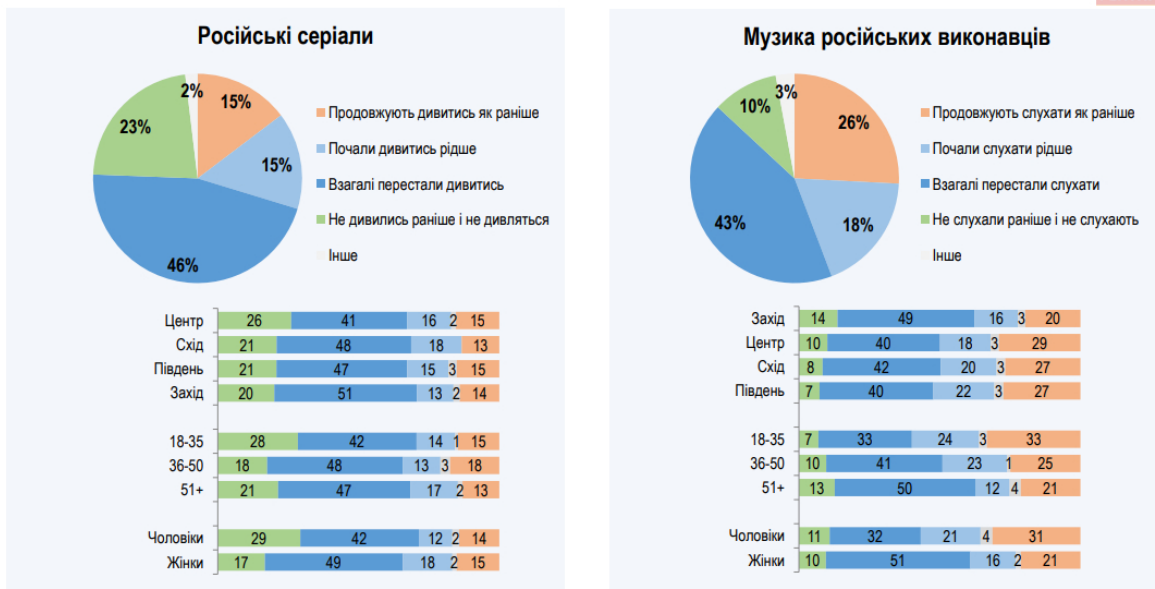 Російські серіали
2%
15%
23%
15%
46%
Продовжують дивитись як раніше
Почали дивитись рідше
Взагалі перестали дивитись
Не дивились раніше і не дивляться
Інше
Центр 26 41 16 2 15
Схід 21 48 18 13
Південь 21 47 15 3 15
Захід 20 51 13 2 14
18-35 28 42 14 1 15
36-50 18 48 13 3 18
51+ 21 47 17 2 13
Чоловіки 29 42 12 2 14
Жінки 17 49 18 2 15
Музика російських виконавців
3%
10%
26%
43%
18%
Продовжують слухати як раніше
Почали слухати рідше
Взагалі перестали слухати
Не слухали раніше і не слухають
Інше
Захід 14 49 16 3 20
Центр 10 40 18 3 29
Схід 8 42 20 3 27
Південь 7 40 22 3 27
18-35 7 33 24 3 33
36-50 10 41 23 1 25
51+ 13 50 12 4 21
Чоловіки 11 32 21 4 31
Жінки 10 51 16 2 21